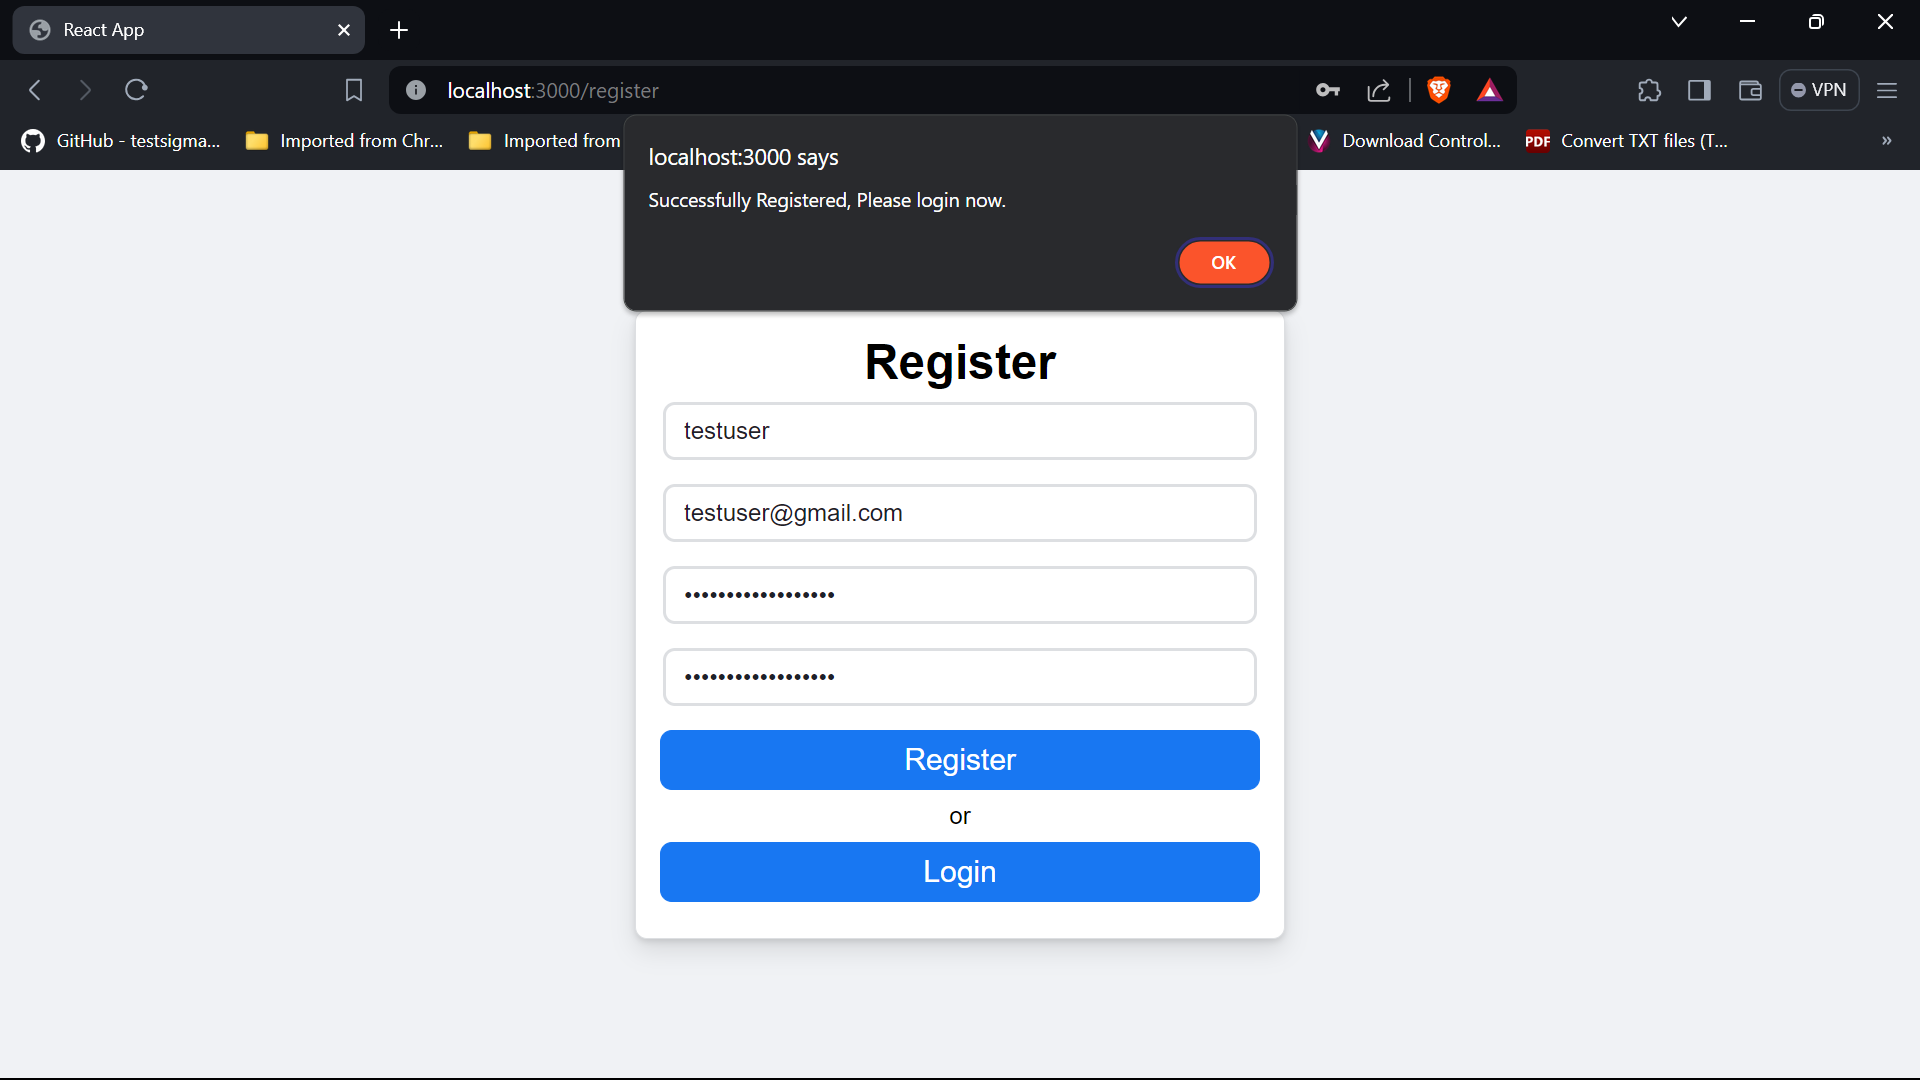 React App
localhost:3000/register
VPN
GitHub - testsigma...
Imported from Chr...
Imported from
Download Control...
PDF
Convert TXT files (T...
»
localhost:3000 says
Successfully Registered, Please login now.
OK
Register
testuser
testuser@gmail.com
••••••••••••••••••
••••••••••••••••••
Register
or
Login